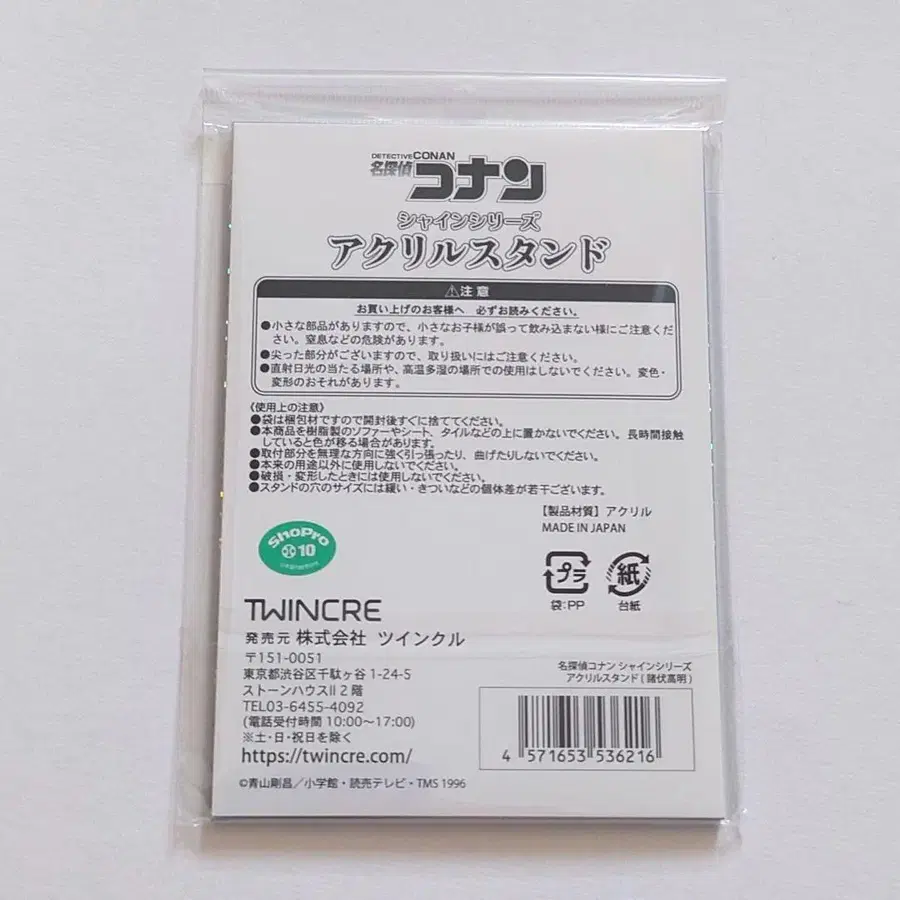 DETECTIVE CONAN
名探偵 コナン
シャインシリーズ
アクリルスタンド
⚠注意
お買い上げのお客様へ 必ずお読みください。
●小さな部品がありますので、小さなお子様が誤って飲み込まない様にご注意くだ
さい。窒息などの危険があります。
●尖った部分がございますので、取り扱いにはご注意ください。
●直射日光の当たる場所や、高温多湿の場所での使用はしないでください。変色・
変形のおそれがあります。
《使用上の注意》
●袋は梱包材ですので開封後すぐに捨ててください。
●本商品を樹脂製のソファーやシート、タイルなどの上に置かないでください。長時間接触
していると色が移る場合があります。
●取付部分を無理な方向に強く引っ張ったり、曲げたりしないでください。
●本来の用途以外に使用しないでください。
●破損・変形したときには使用しないでください。
●スタンドの穴のサイズには緩い・きついなどの個体差が若干ございます。
【製品材質】アクリル
MADE IN JAPAN
ShoPro
10
プラ
袋:PP
紙
台紙
TWINCRE
発売元 株式会社 ツインクル
〒151-0051
東京都渋谷区千駄ヶ谷 1-24-5
ストーンハウスII 2 階
TEL03-6455-4092
(電話受付時間 10:00〜17:00)
※土・日・祝日を除く
https://twincre.com/
©青山剛昌/小学館・読売テレビ・TMS 1996
名探偵コナン シャインシリーズ
アクリルスタンド(諸伏高明)
4 571653 536216